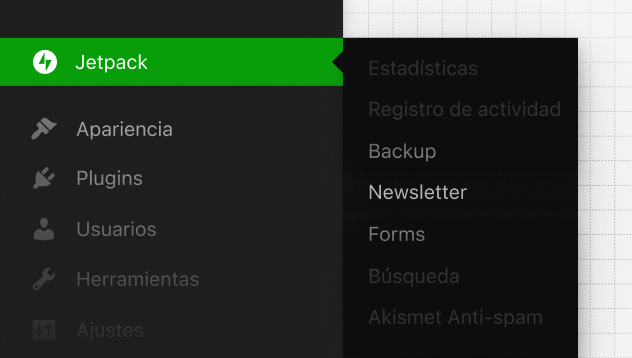 Jetpack
Apariencia
Plugins
Usuarios
Herramientas
Ajustes
Estadísticas
Registro de actividad
Backup
Newsletter
Forms
Búsqueda
Akismet Anti-spam